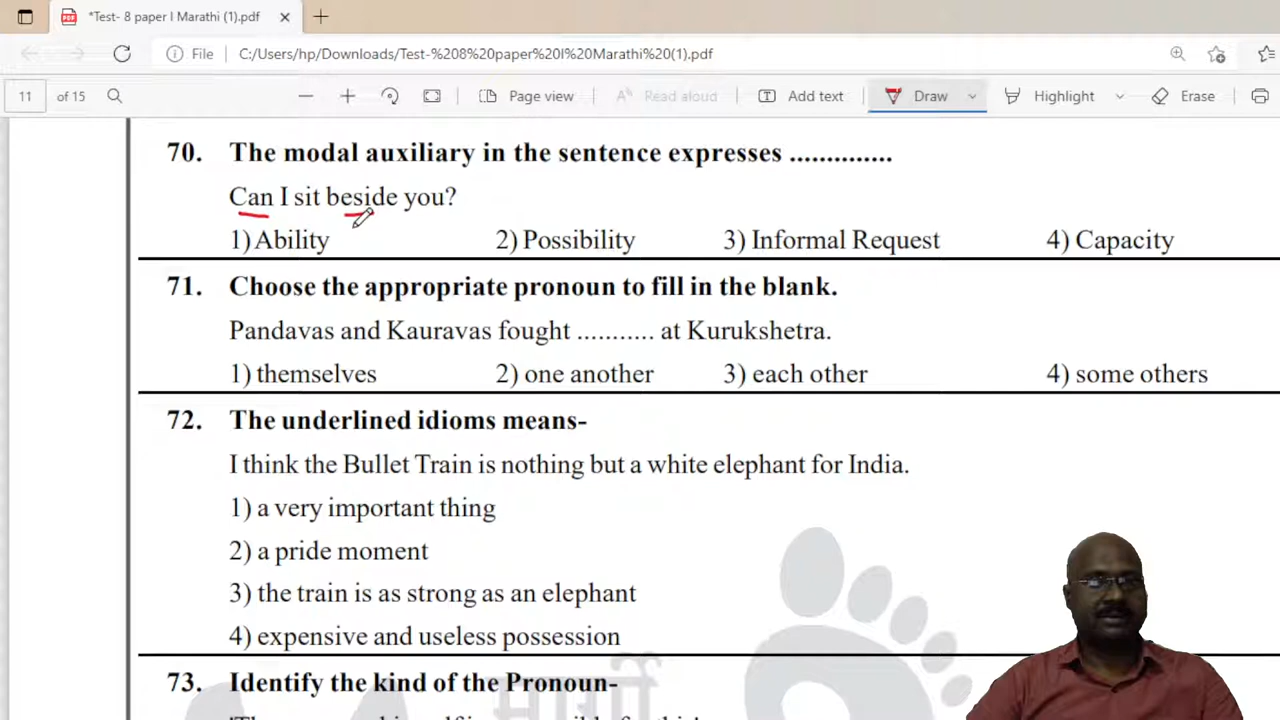 *Test- 8 paper I Marathi (1).pdf
File C:/Users/hp/Downloads/Test-%208%20paper%20I%20Marathi%20(1).pdf
11 of 15 Page view Read aloud Add text Draw Highlight Erase
70. The modal auxiliary in the sentence expresses ..............
Can I sit beside you?
1) Ability 2) Possibility 3) Informal Request 4) Capacity
71. Choose the appropriate pronoun to fill in the blank.
Pandavas and Kauravas fought ........... at Kurukshetra.
1) themselves 2) one another 3) each other 4) some others
72. The underlined idioms means-
I think the Bullet Train is nothing but a white elephant for India.
1) a very important thing
2) a pride moment
3) the train is as strong as an elephant
4) expensive and useless possession
73. Identify the kind of the Pronoun-